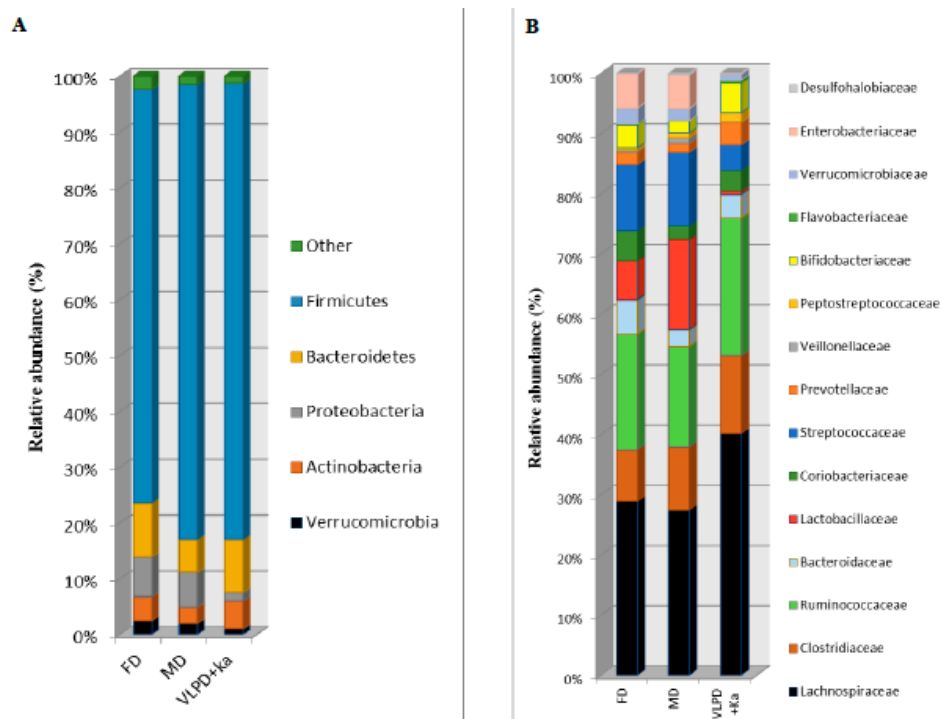 A
100%
90%
80%
70%
60%
50%
40%
30%
20%
10%
0%
Relative abundance (%)
FD
MD
VLPD+ka
Other
Firmicutes
Bacteroidetes
Proteobacteria
Actinobacteria
Verrucomicrobia
B
100%
90%
80%
70%
60%
50%
40%
30%
20%
10%
0%
Relative abundance (%)
FD
MD
VLPD
+Ka
Desulfohalobiaceae
Enterobacteriaceae
Verrucomicrobiaceae
Flavobacteriaceae
Bifidobacteriaceae
Peptostreptococcaceae
Veillonellaceae
Prevotellaceae
Streptococcaceae
Coriobacteriaceae
Lactobacillaceae
Bacteroidaceae
Ruminococcaceae
Clostridiaceae
Lachnospiraceae